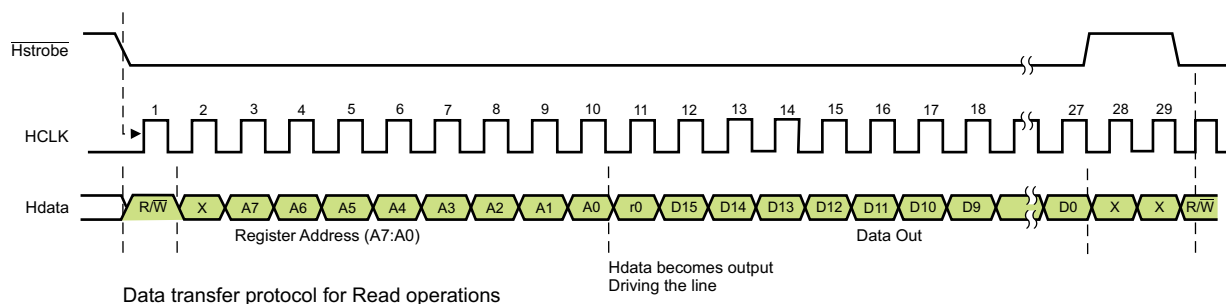 Hstrobe
1 2 3 4 5 6 7 8 9 10 11 12 13 14 15 16 17 18 27 28 29
HCLK
Hdata R/W X A7 A6 A5 A4 A3 A2 A1 A0 r0 D15 D14 D13 D12 D11 D10 D9 D0 X X R/W
Register Address (A7:A0) Data Out
Hdata becomes output
Driving the line
Data transfer protocol for Read operations